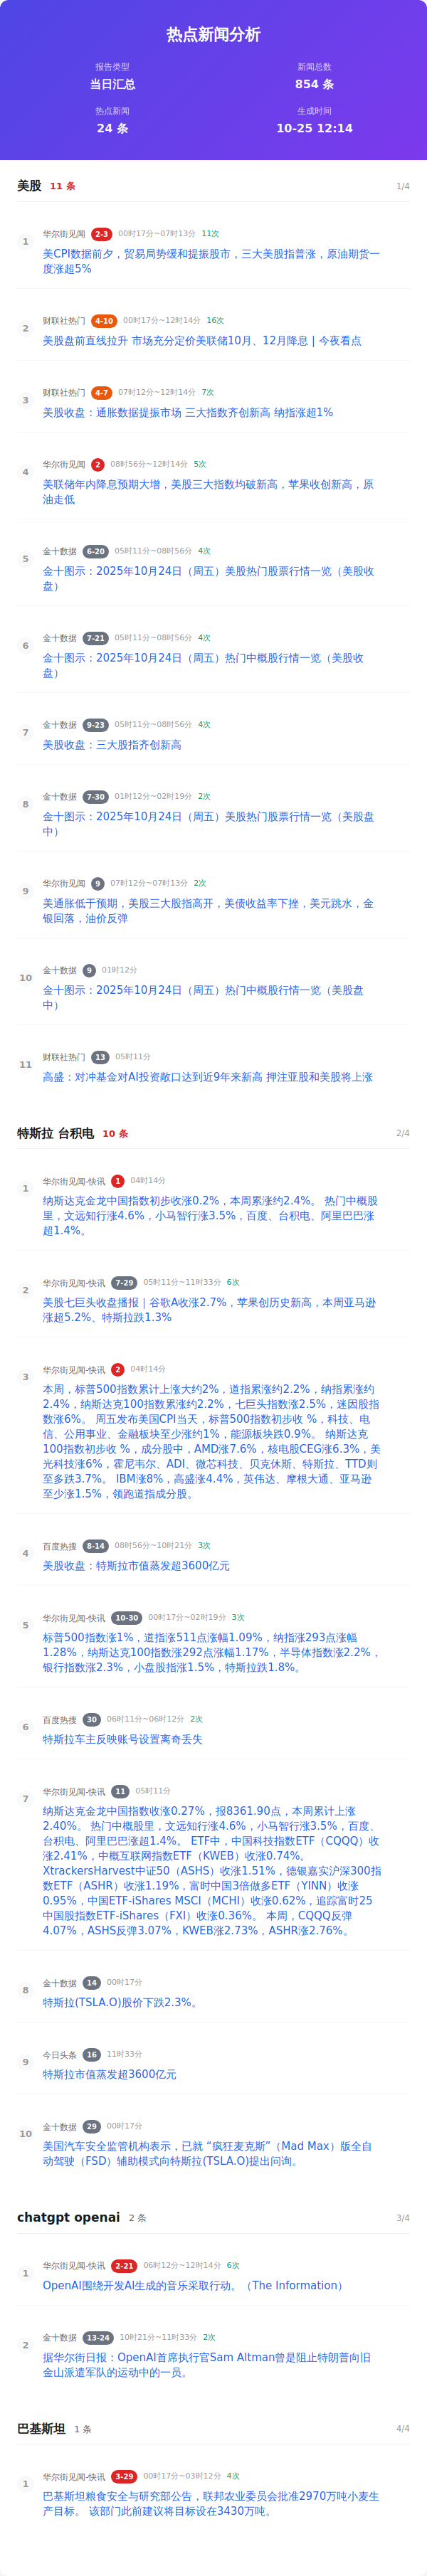 热点新闻分析
报告类型
当日汇总
新闻总数
854 条
热点新闻
24 条
生成时间
10-25 12:14
美股 11 条 1/4
1
华尔街见闻 2-3 00时17分~07时13分 11次
美CPI数据前夕，贸易局势缓和提振股市，三大美股指普涨，原油期货一
度涨超5%
2
财联社热门 4-10 00时17分~12时14分 16次
美股盘前直线拉升 市场充分定价美联储10月、12月降息 | 今夜看点
3
财联社热门 4-7 07时12分~12时14分 7次
美股收盘：通胀数据提振市场 三大指数齐创新高 纳指涨超1%
4
华尔街见闻 2 08时56分~12时14分 5次
美联储年内降息预期大增，美股三大指数均破新高，苹果收创新高，原
油走低
5
金十数据 6-20 05时11分~08时56分 4次
金十图示：2025年10月24日（周五）美股热门股票行情一览（美股收
盘）
6
金十数据 7-21 05时11分~08时56分 4次
金十图示：2025年10月24日（周五）热门中概股行情一览（美股收
盘）
7
金十数据 9-23 05时11分~08时56分 4次
美股收盘：三大股指齐创新高
8
金十数据 7-30 01时12分~02时19分 2次
金十图示：2025年10月24日（周五）美股热门股票行情一览（美股盘
中）
9
华尔街见闻 9 07时12分~07时13分 2次
美通胀低于预期，美股三大股指高开，美债收益率下挫，美元跳水，金
银回落，油价反弹
10
金十数据 9 01时12分
金十图示：2025年10月24日（周五）热门中概股行情一览（美股盘
中）
11
财联社热门 13 05时11分
高盛：对冲基金对AI投资敞口达到近9年来新高 押注亚股和美股将上涨
特斯拉 台积电 10 条 2/4
1
华尔街见闻-快讯 1 04时14分
纳斯达克金龙中国指数初步收涨0.2%，本周累涨约2.4%。 热门中概股
里，文远知行涨4.6%，小马智行涨3.5%，百度、台积电、阿里巴巴涨
超1.4%。
2
华尔街见闻-快讯 7-29 05时11分~11时33分 6次
美股七巨头收盘播报｜谷歌A收涨2.7%，苹果创历史新高，本周亚马逊
涨超5.2%、特斯拉跌1.3%
3
华尔街见闻-快讯 2 04时14分
本周，标普500指数累计上涨大约2%，道指累涨约2.2%，纳指累涨约
2.4%，纳斯达克100指数累涨约2.2%，七巨头指数涨2.5%，迷因股指
数涨6%。 周五发布美国CPI当天，标普500指数初步收 %，科技、电
信、公用事业、金融板块至少涨约1%，能源板块跌0.9%。 纳斯达克
100指数初步收 %，成分股中，AMD涨7.6%，核电股CEG涨6.3%，美
光科技涨6%，霍尼韦尔、ADI、微芯科技、贝克休斯、特斯拉、TTD则
至多跌3.7%。 IBM涨8%，高盛涨4.4%，英伟达、摩根大通、亚马逊
至少涨1.5%，领跑道指成分股。
4
百度热搜 8-14 08时56分~10时21分 3次
美股收盘：特斯拉市值蒸发超3600亿元
5
华尔街见闻-快讯 10-30 00时17分~02时19分 3次
标普500指数涨1%，道指涨511点涨幅1.09%，纳指涨293点涨幅
1.28%，纳斯达克100指数涨292点涨幅1.17%，半导体指数涨2.2%，
银行指数涨2.3%，小盘股指涨1.5%，特斯拉跌1.8%。
6
百度热搜 30 06时11分~06时12分 2次
特斯拉车主反映账号设置离奇丢失
7
华尔街见闻-快讯 11 05时11分
纳斯达克金龙中国指数收涨0.27%，报8361.90点，本周累计上涨
2.40%。 热门中概股里，文远知行涨4.6%，小马智行涨3.5%，百度、
台积电、阿里巴巴涨超1.4%。 ETF中，中国科技指数ETF（CQQQ）收
涨2.41%，中概互联网指数ETF（KWEB）收涨0.74%。
XtrackersHarvest中证50（ASHS）收涨1.51%，德银嘉实沪深300指
数ETF（ASHR）收涨1.19%，富时中国3倍做多ETF（YINN）收涨
0.95%，中国ETF-iShares MSCI（MCHI）收涨0.62%，追踪富时25
中国股指数ETF-iShares（FXI）收涨0.36%。 本周，CQQQ反弹
4.07%，ASHS反弹3.07%，KWEB涨2.73%，ASHR涨2.76%。
8
金十数据 14 00时17分
特斯拉(TSLA.O)股价下跌2.3%。
9
今日头条 16 11时33分
特斯拉市值蒸发超3600亿元
10
金十数据 29 00时17分
美国汽车安全监管机构表示，已就 “疯狂麦克斯”（Mad Max）版全自
动驾驶（FSD）辅助模式向特斯拉(TSLA.O)提出问询。
chatgpt openai 2 条 3/4
1
华尔街见闻-快讯 2-21 06时12分~12时14分 6次
OpenAI围绕开发AI生成的音乐采取行动。（The Information）
2
金十数据 13-24 10时21分~11时33分 2次
据华尔街日报：OpenAI首席执行官Sam Altman曾是阻止特朗普向旧
金山派遣军队的运动中的一员。
巴基斯坦 1 条 4/4
1
华尔街见闻-快讯 3-29 00时17分~03时12分 4次
巴基斯坦粮食安全与研究部公告，联邦农业委员会批准2970万吨小麦生
产目标。 该部门此前建议将目标设在3430万吨。